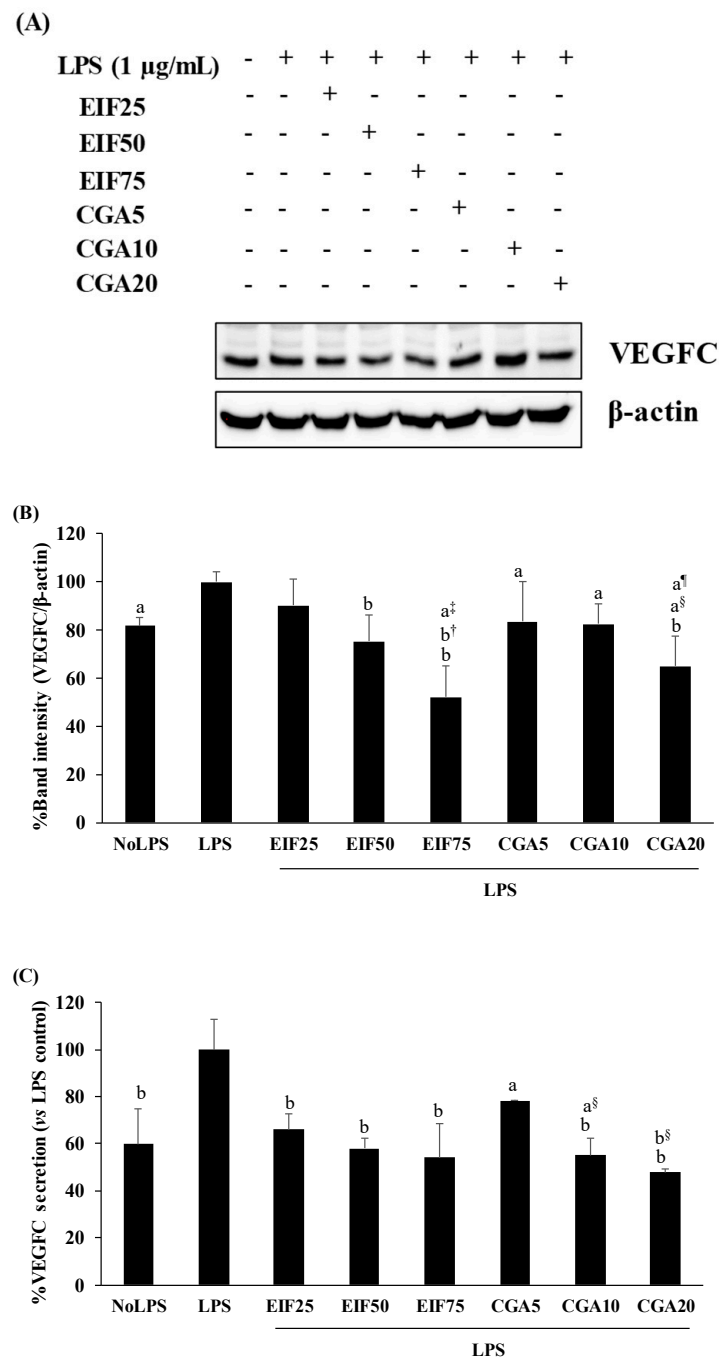 (A)
LPS (1 µg/mL) - + + + + + + +
EIF25 - - + - - - - -
EIF50 - - - + - - - -
EIF75 - - - - + - - -
CGA5 - - - - - + - -
CGA10 - - - - - - + -
CGA20 - - - - - - - +
VEGFC
β-actin
(B)
%Band intensity (VEGFC/β-actin)
120
100
80
60
40
20
0
a
b
a‡
b†
b
a
a
a¶
a§
b
NoLPS LPS EIF25 EIF50 EIF75 CGA5 CGA10 CGA20
LPS
(C)
%VEGFC secretion (vs LPS control)
120
100
80
60
40
20
0
b
b
b
b
a
a§
b
b§
b
NoLPS LPS EIF25 EIF50 EIF75 CGA5 CGA10 CGA20
LPS